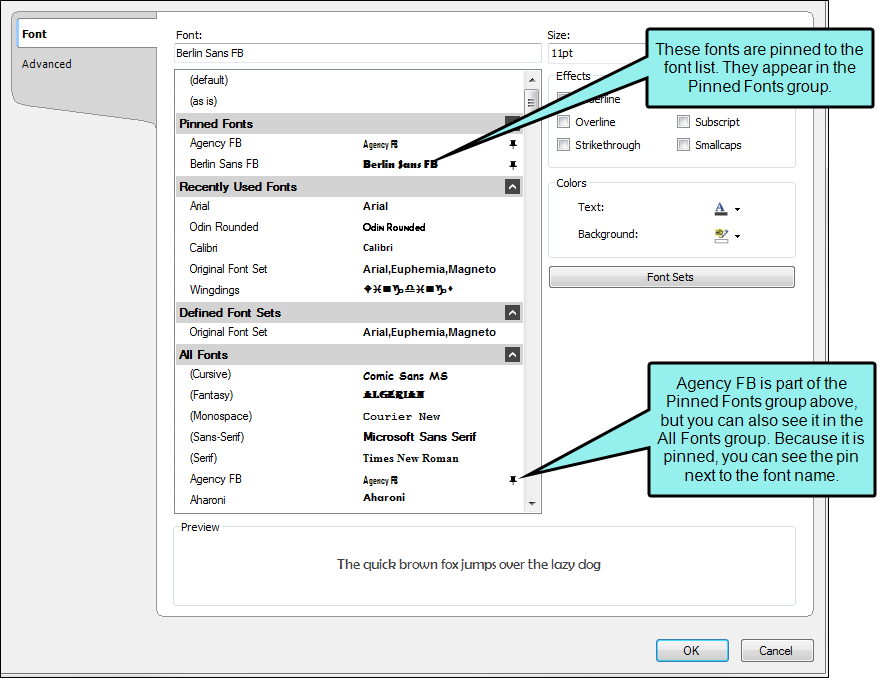 Font
Advanced
Font:
Berlin Sans FB
Size:
11pt
These fonts are pinned to the
font list. They appear in the
Pinned Fonts group.
(default)
(as is)
Pinned Fonts
Agency FB Agency FB
Berlin Sans FB Berlin Sans FB
Recently Used Fonts
Arial Arial
Odin Rounded Odin Rounded
Calibri Calibri
Original Font Set Arial,Euphemia,Magneto
Wingdings
Defined Font Sets
Original Font Set Arial,Euphemia,Magneto
All Fonts
(Cursive) Comic Sans MS
(Fantasy) ALGERIAN
(Monospace) Courier New
(Sans-Serif) Microsoft Sans Serif
(Serif) Times New Roman
Agency FB Agency FB
Aharoni Aharoni
Effects
Overline Subscript
Strikethrough Smallcaps
Colors
Text: A
Background:
Font Sets
Agency FB is part of the
Pinned Fonts group above,
but you can also see it in the
All Fonts group. Because it is
pinned, you can see the pin
next to the font name.
Preview
The quick brown fox jumps over the lazy dog
OK Cancel